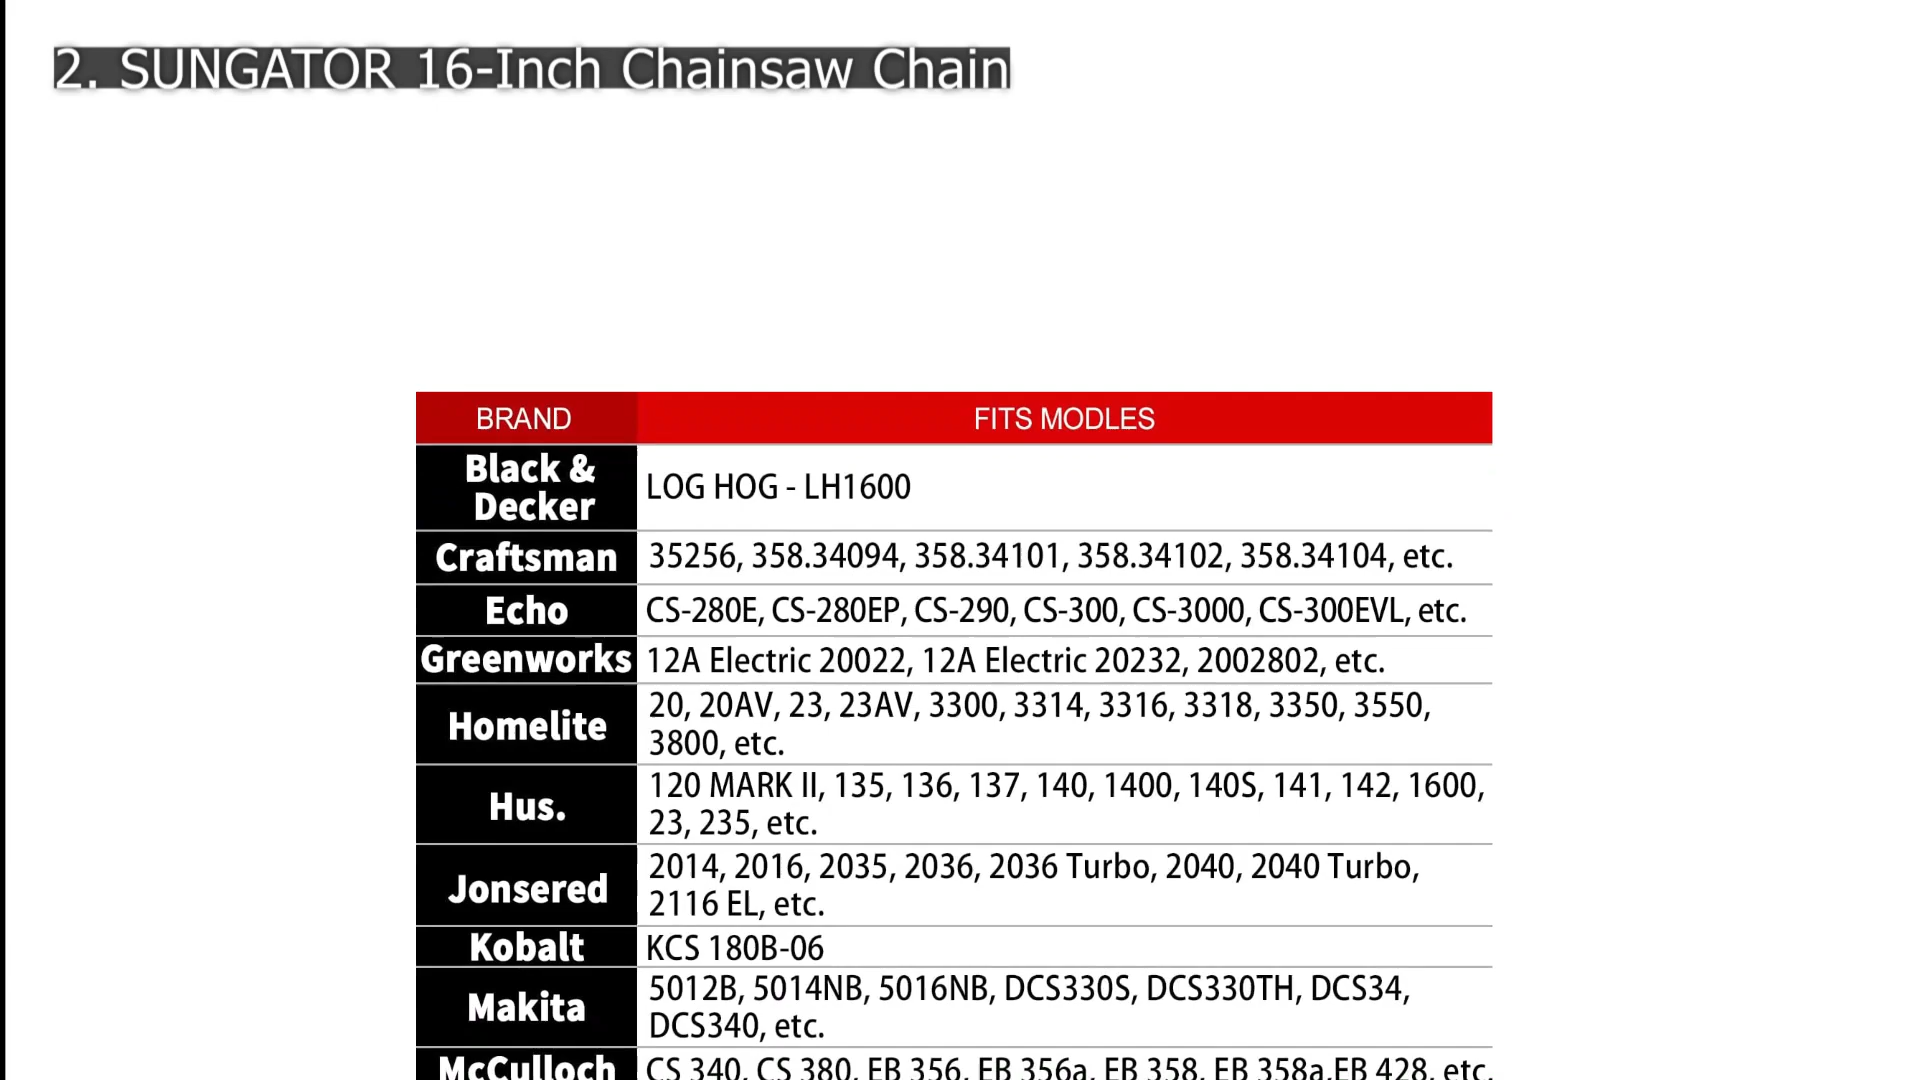 2. SUNGATOR 16-Inch Chainsaw Chain
BRAND FITS MODLES
Black &
Decker
LOG HOG - LH1600
Craftsman 35256, 358.34094, 358.34101, 358.34102, 358.34104, etc.
Echo CS-280E, CS-280EP, CS-290, CS-300, CS-3000, CS-300EVL, etc.
Greenworks 12A Electric 20022, 12A Electric 20232, 2002802, etc.
Homelite
20, 20AV, 23, 23AV, 3300, 3314, 3316, 3318, 3350, 3550,
3800, etc.
Hus.
120 MARK II, 135, 136, 137, 140, 1400, 140S, 141, 142, 1600,
23, 235, etc.
Jonsered
2014, 2016, 2035, 2036, 2036 Turbo, 2040, 2040 Turbo,
2116 EL, etc.
Kobalt KCS 180B-06
Makita
5012B, 5014NB, 5016NB, DCS330S, DCS330TH, DCS34,
DCS340, etc.
McCulloch CS 340, CS 380, EB 356, EB 356a, EB 358, EB 358a,EB 428, etc.